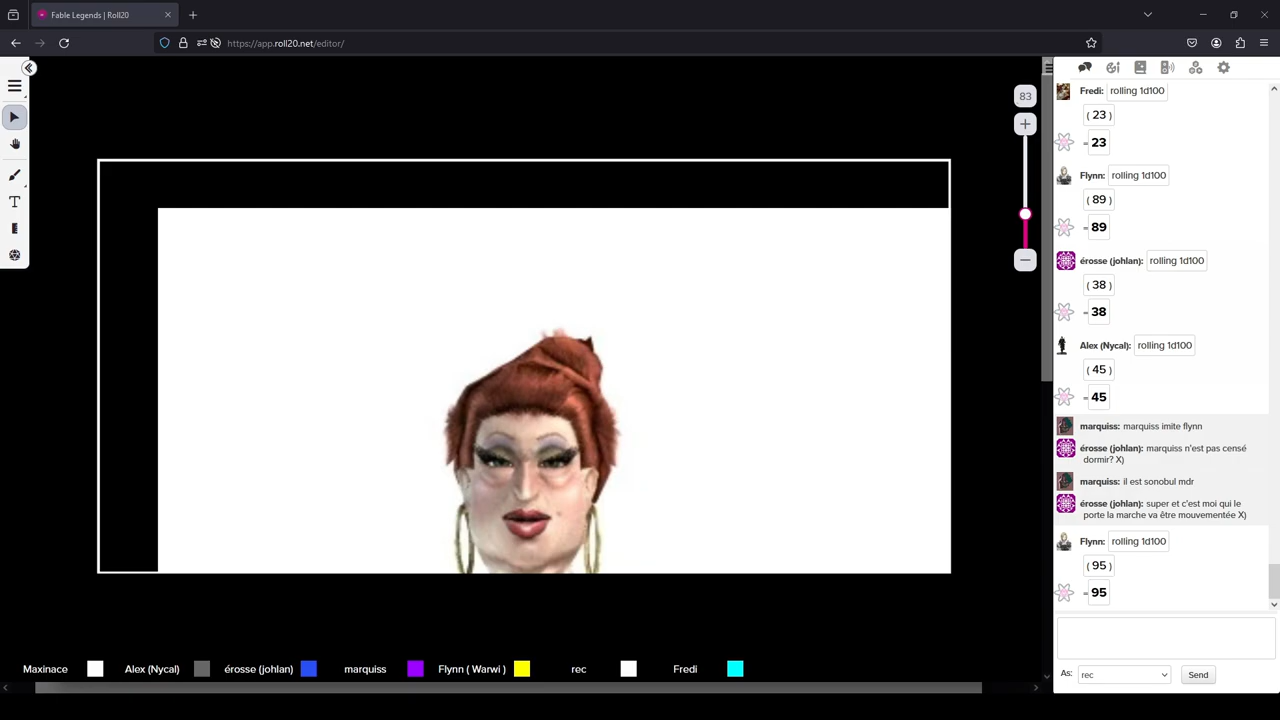 Fable Legends | Roll20
https://app.roll20.net/editor/
83
Fredi: rolling 1d100
( 23 )
= 23
Flynn: rolling 1d100
( 89 )
= 89
érosse (johlan): rolling 1d100
( 38 )
= 38
Alex (Nycal): rolling 1d100
( 45 )
= 45
marquiss: marquiss imite flynn
érosse (johlan): marquiss n'est pas censé
dormir? X)
marquiss: il est sonobul mdr
érosse (johlan): super et c'est moi qui le
porte la marche va être mouvementée X)
Flynn: rolling 1d100
( 95 )
= 95
Maxinace Alex (Nycal) érosse (johlan) marquiss Flynn ( Warwi ) rec Fredi
As: rec Send